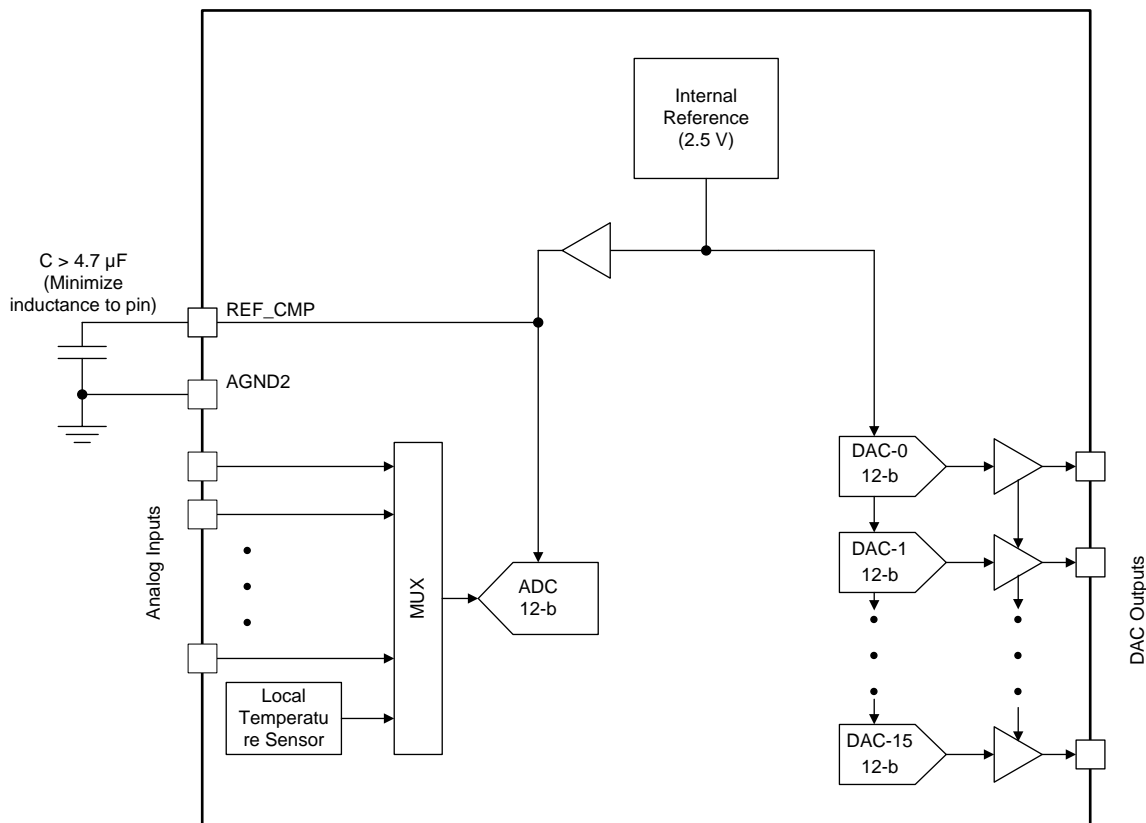 Internal
Reference
(2.5 V)
C > 4.7 µF
(Minimize
inductance to pin)
REF_CMP
AGND2
Analog Inputs
MUX
ADC
12-b
Local
Temperatu
re Sensor
DAC-0
12-b
DAC-1
12-b
DAC-15
12-b
DAC Outputs